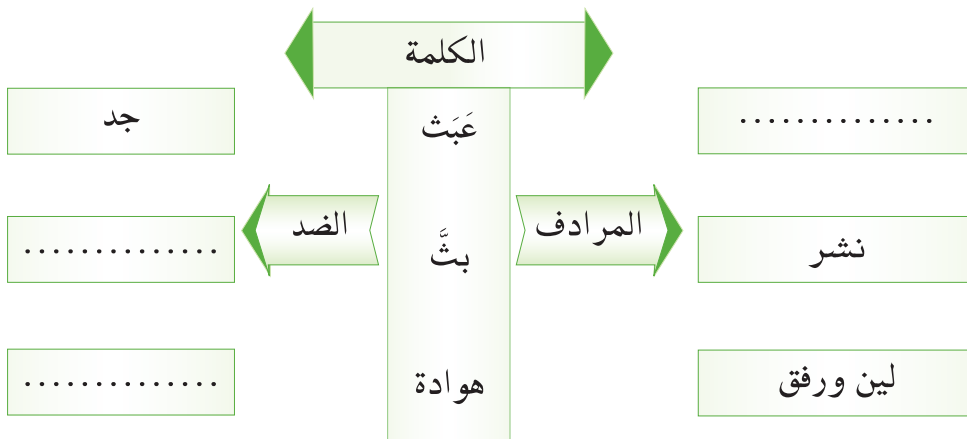 الكلمة
.............. عَبَث جد
المرادف الضد
نشر بثَّ ..............
لين ورفق هوادة ..............